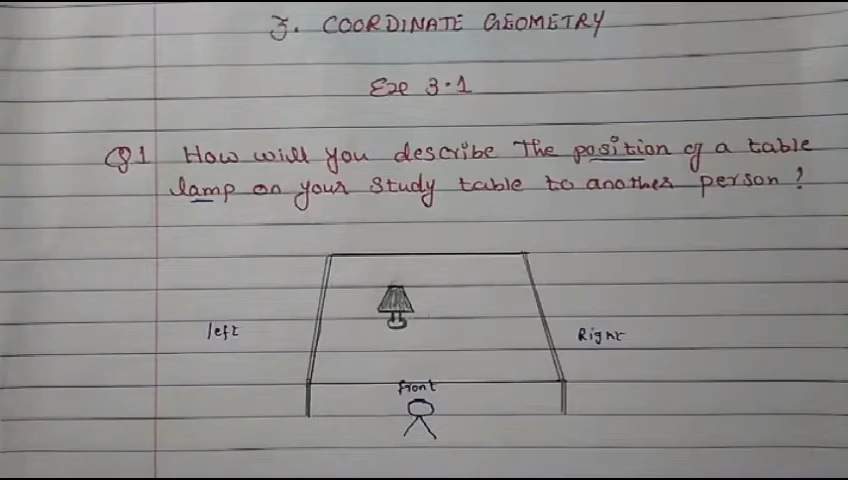 3. COORDINATE GEOMETRY
Exe 3.1
Q1 How will you describe the position of a table
lamp on your study table to another person?
left
Right
front